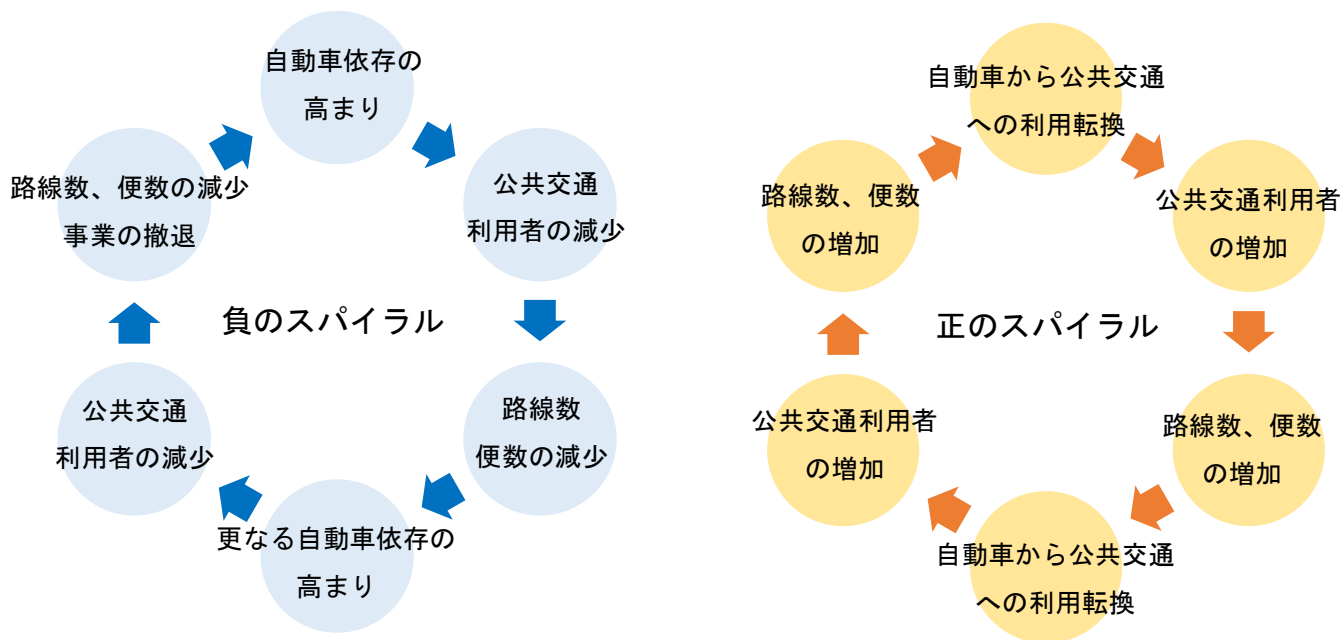 自動車依存の
高まり
公共交通
利用者の減少
路線数
便数の減少
更なる自動車依存の
高まり
公共交通
利用者の減少
路線数、便数の減少
事業の撤退
負のスパイラル
自動車から公共交通
への利用転換
公共交通利用者
の増加
路線数、便数
の増加
自動車から公共交通
への利用転換
公共交通利用者
の増加
路線数、便数
の増加
正のスパイラル